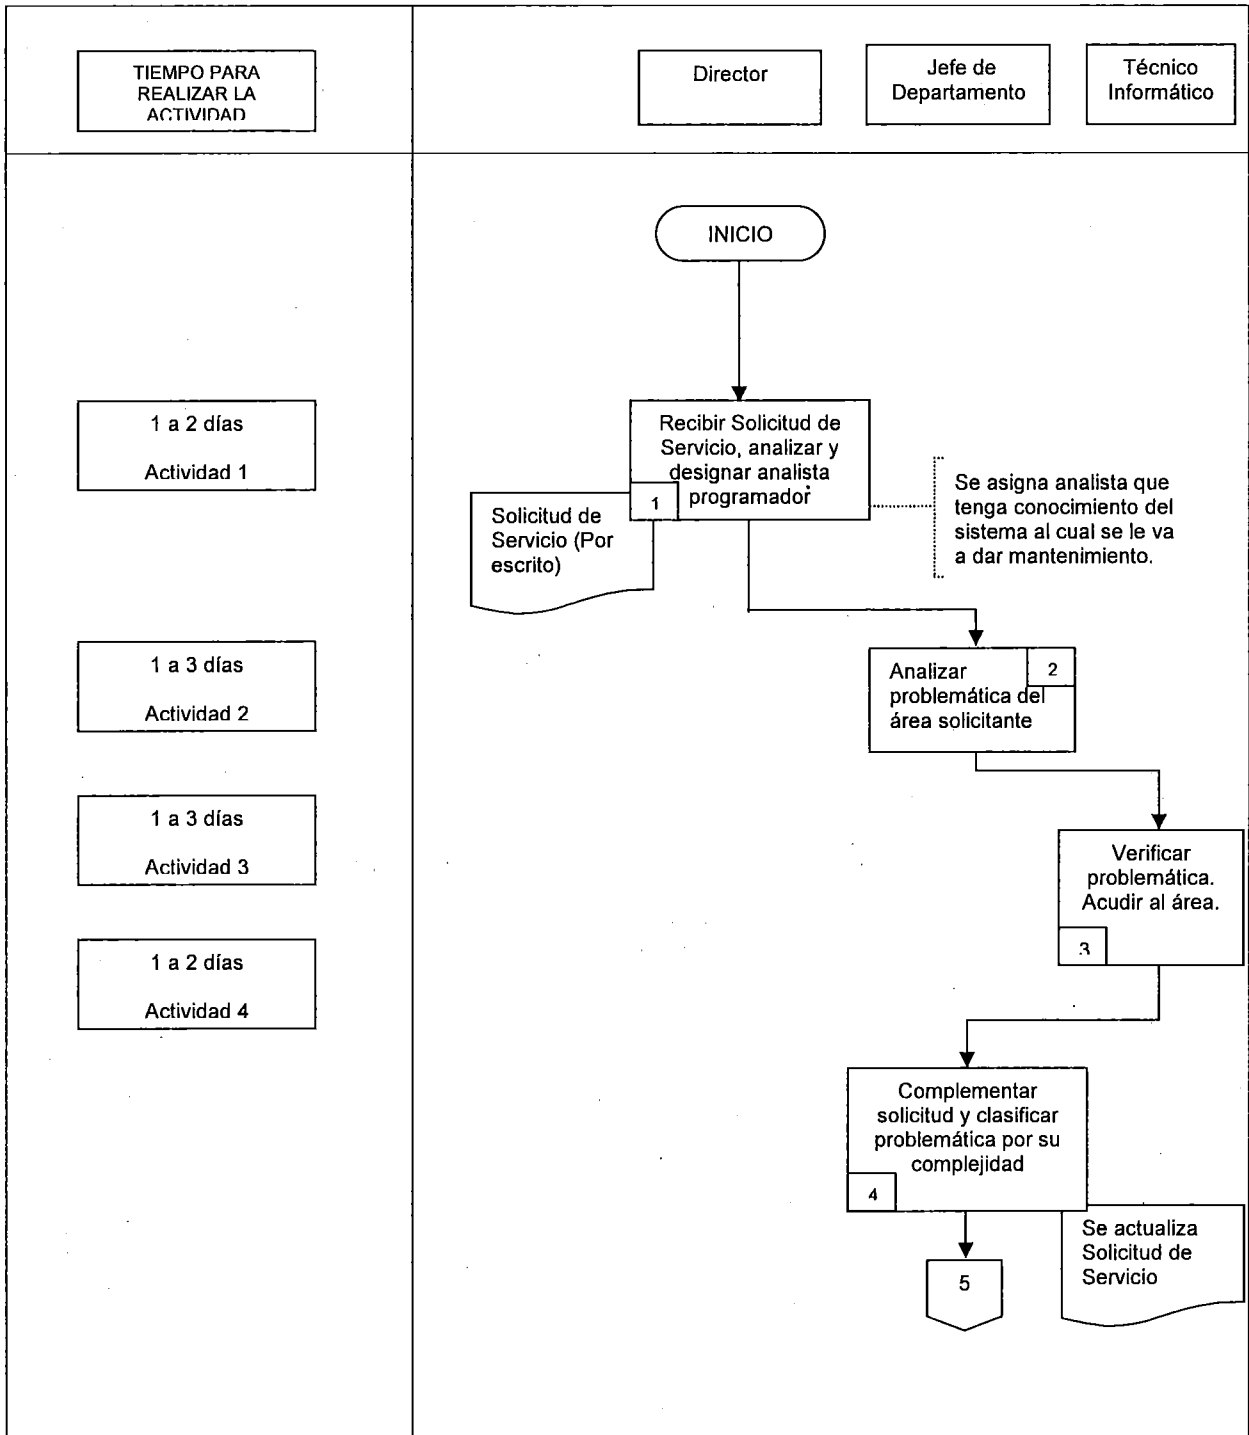 TIEMPO PARA
REALIZAR LA
ACTIVIDAD
Director
Jefe de
Departamento
Técnico
Informático
INICIO
1 a 2 días
Actividad 1
Recibir Solicitud de
Servicio, analizar y
designar analista
programador
1
Solicitud de
Servicio (Por
escrito)
Se asigna analista que
tenga conocimiento del
sistema al cual se le va
a dar mantenimiento.
1 a 3 días
Actividad 2
Analizar
problemática del
área solicitante
2
1 a 3 días
Actividad 3
Verificar
problemática.
Acudir al área.
3
1 a 2 días
Actividad 4
Complementar
solicitud y clasificar
problemática por su
complejidad
4
Se actualiza
Solicitud de
Servicio
5